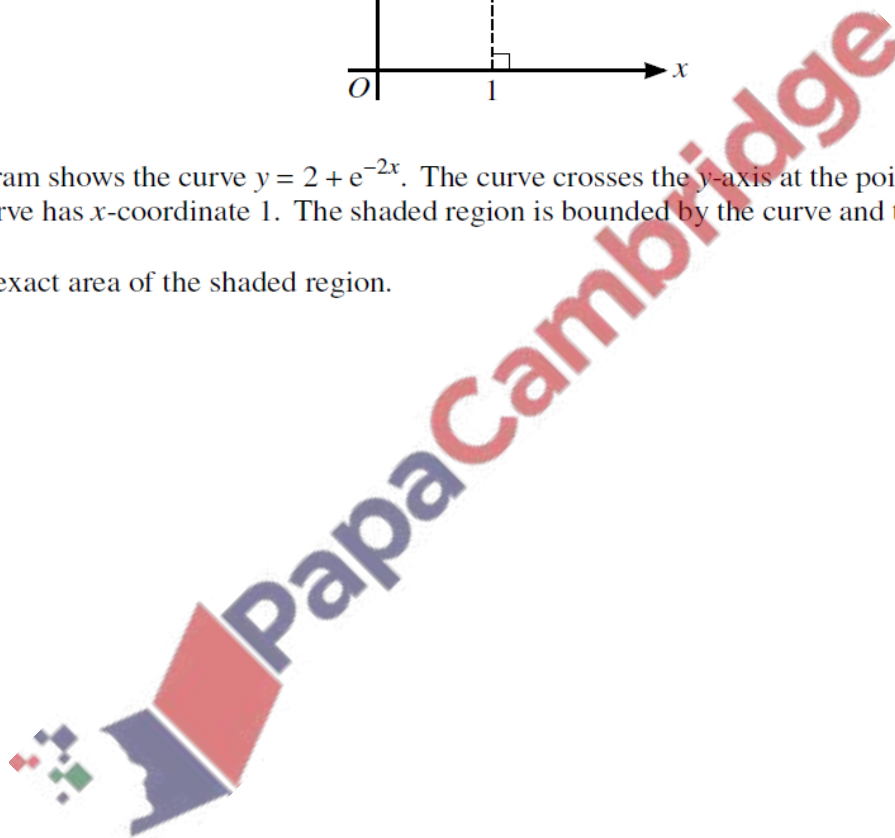 x
O 1
ram shows the curve y = 2 + e⁻²ˣ. The curve crosses the y-axis at the poi
rve has x-coordinate 1. The shaded region is bounded by the curve and t
exact area of the shaded region.
PapaCambridge